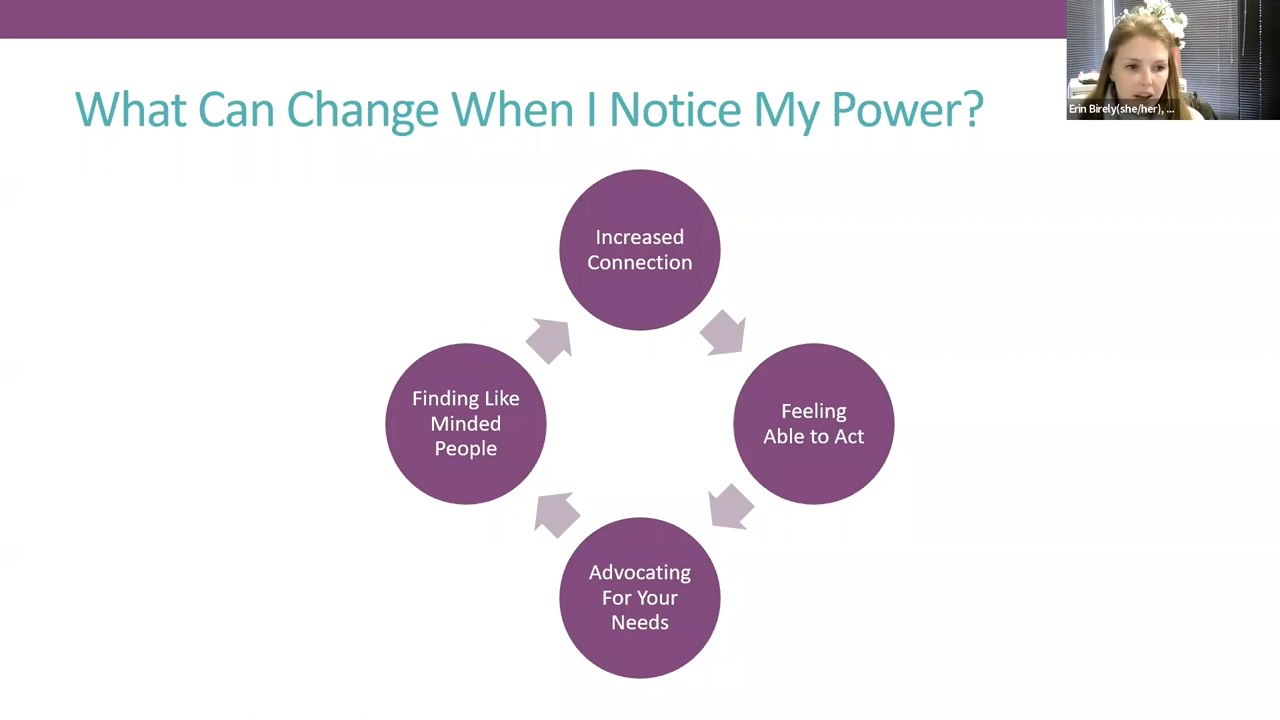 What Can Change When I Notice My Power?
Erin Birely(she/her), ...
Increased
Connection
Feeling
Able to Act
Advocating
For Your
Needs
Finding Like
Minded
People